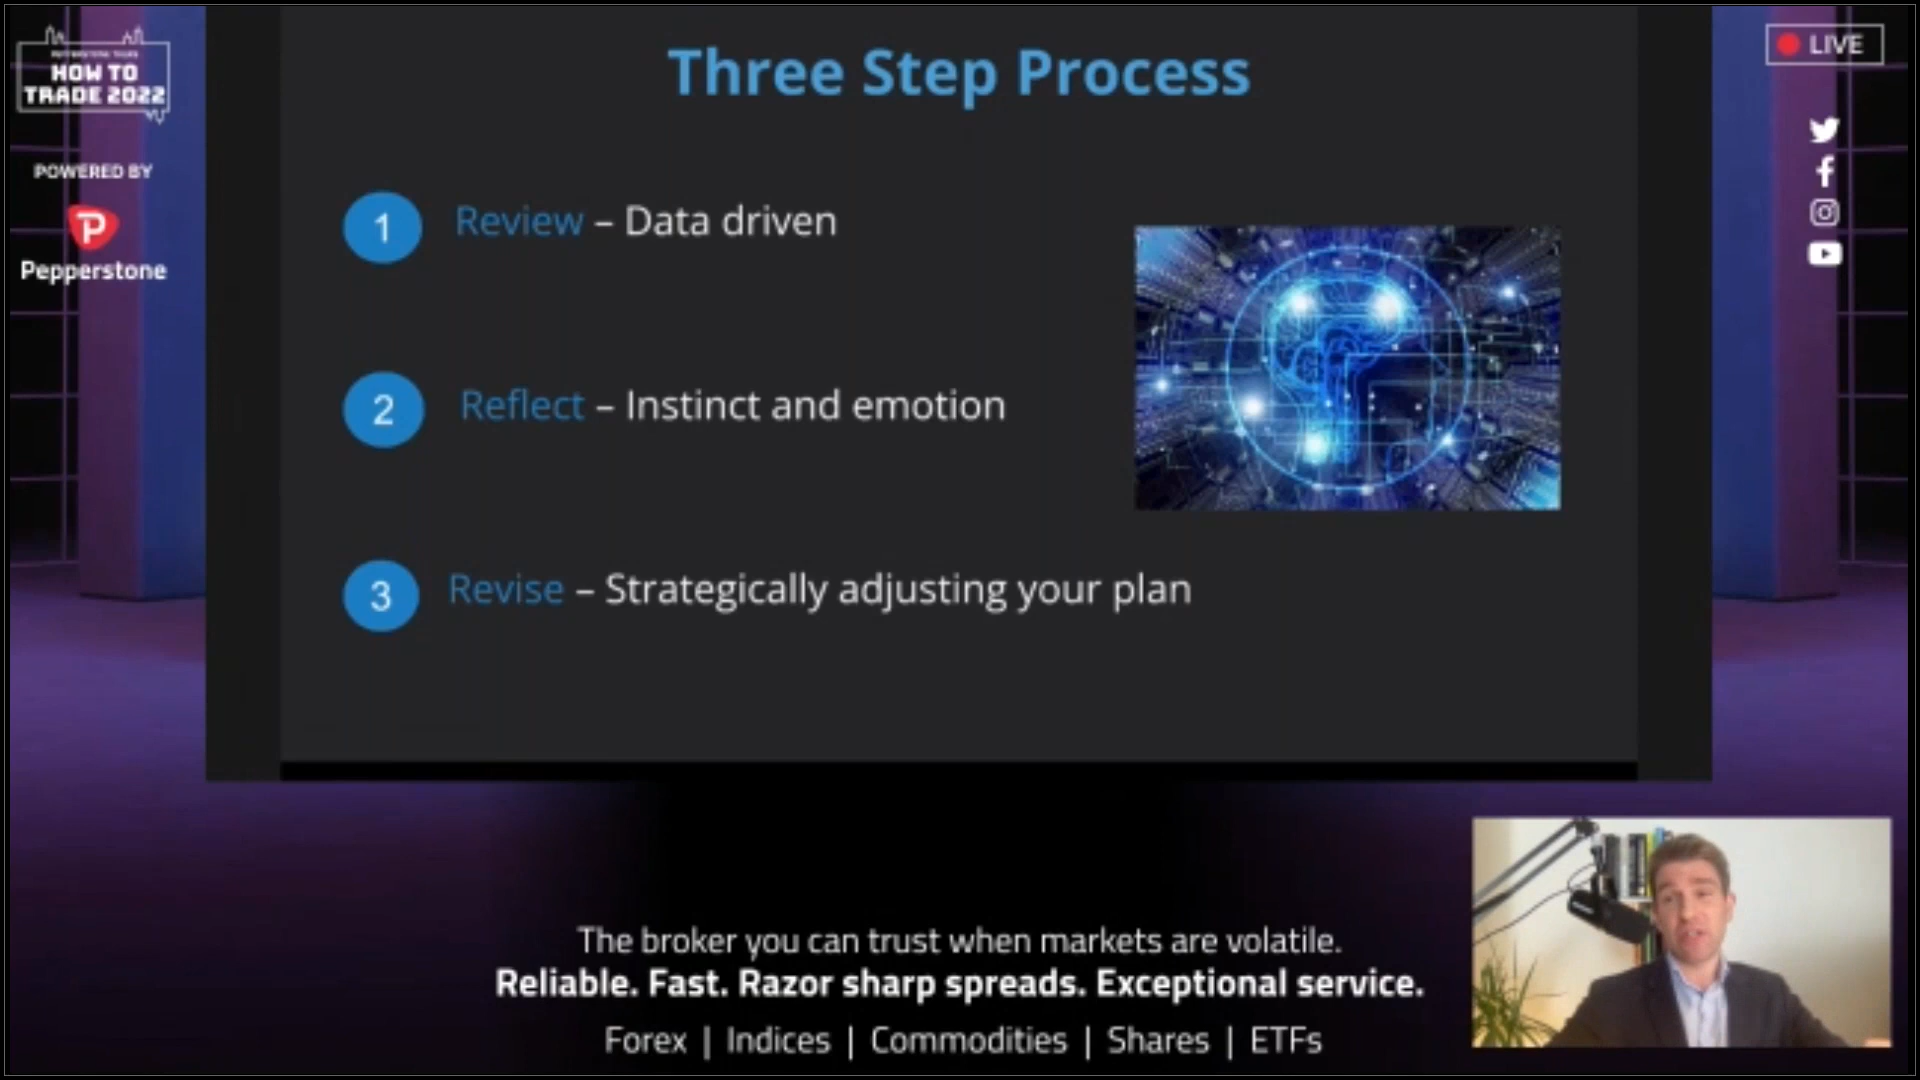 PEPPERSTONE TALKS
HOW TO
TRADE 2022
POWERED BY
P
Pepperstone
LIVE
Three Step Process
1 Review – Data driven
2 Reflect – Instinct and emotion
3 Revise – Strategically adjusting your plan
The broker you can trust when markets are volatile.
Reliable. Fast. Razor sharp spreads. Exceptional service.
Forex | Indices | Commodities | Shares | ETFs